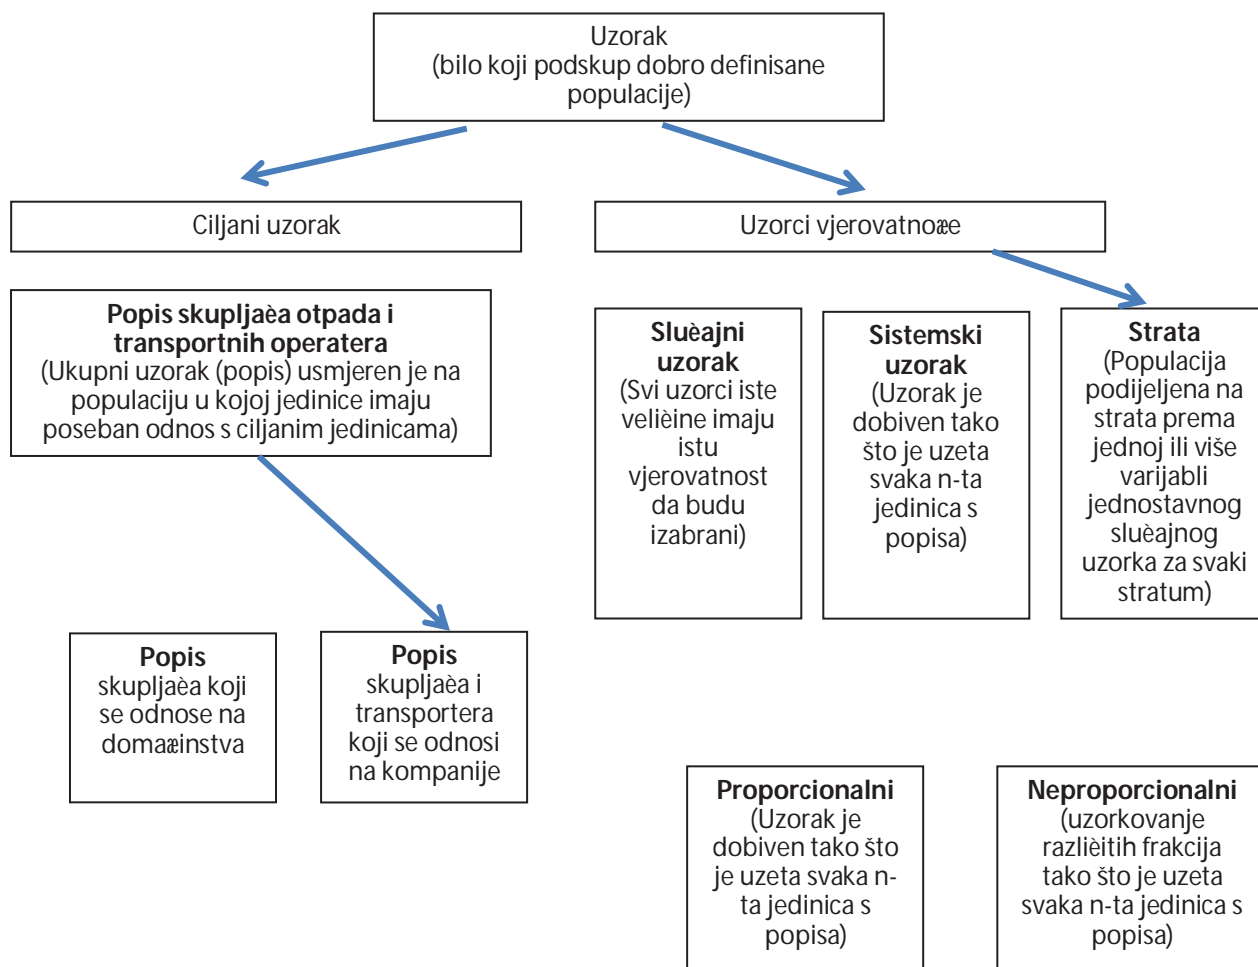 Uzorak
(bilo koji podskup dobro definisane
populacije)
Ciljani uzorak
Uzorci vjerovatnoæe
Popis skupljaèa otpada i
transportnih operatera
(Ukupni uzorak (popis) usmjeren je na
populaciju u kojoj jedinice imaju
poseban odnos s ciljanim jedinicama)
Sluèajni
uzorak
(Svi uzorci iste
velièine imaju
istu
vjerovatnost
da budu
izabrani)
Sistemski
uzorak
(Uzorak je
dobiven tako
što je uzeta
svaka n-ta
jedinica s
popisa)
Strata
(Populacija
podijeljena na
strata prema
jednoj ili više
varijabli
jednostavnog
sluèajnog
uzorka za svaki
stratum)
Popis
skupljaèa koji
se odnose na
domaæinstva
Popis
skupljaèa i
transportera
koji se odnosi
na kompanije
Proporcionalni
(Uzorak je
dobiven tako što
je uzeta svaka n-
ta jedinica s
popisa)
Neproporcionalni
(uzorkovanje
razlièitih frakcija
tako što je uzeta
svaka n-ta jedinica s
popisa)